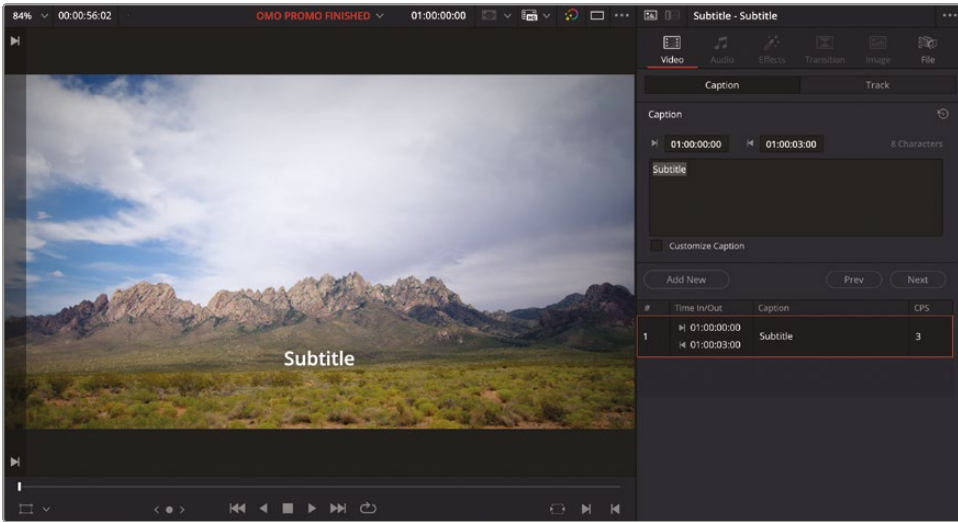 84% 00:00:56:02 OMO PROMO FINISHED 01:00:00:00
Subtitle - Subtitle
Video Audio Effects Transition Image File
Caption Track
Caption
01:00:00:00 01:00:03:00 8 Characters
Subtitle
Customize Caption
Add New Prev Next
# Time In/Out Caption CPS
1 01:00:00:00 01:00:03:00 Subtitle 3
Subtitle